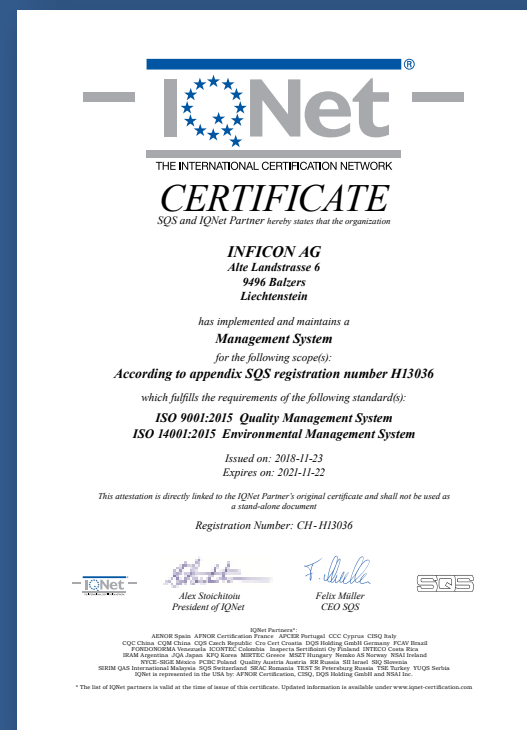 IQNet ®
THE INTERNATIONAL CERTIFICATION NETWORK
CERTIFICATE
SQS and IQNet Partner hereby states that the organization
INFICON AG
Alte Landstrasse 6
9496 Balzers
Liechtenstein
has implemented and maintains a
Management System
for the following scope(s):
According to appendix SQS registration number H13036
which fulfills the requirements of the following standard(s):
ISO 9001:2015 Quality Management System
ISO 14001:2015 Environmental Management System
Issued on: 2018-11-23
Expires on: 2021-11-22
This attestation is directly linked to the IQNet Partner's original certificate and shall not be used as
a stand-alone document
Registration Number: CH-H13036
IQNet
SQS
Alex Stoichitoiu
President of IQNet
Felix Müller
CEO SQS
IQNet Partners*:
AENOR Spain AFNOR Certification France APCER Portugal CCC Cyprus CISQ Italy
CQC China CQM China CQS Czech Republic Cro Cert Croatia DQS Holding GmbH Germany FCAV Brazil
FONDONORMA Venezuela ICONTEC Colombia Inspecta Sertifiointi Oy Finland INTECO Costa Rica
IRAM Argentina JQA Japan KFQ Korea MIRTEC Greece MSZT Hungary Nemko AS Norway NSAI Ireland
NYCE-SIGE México PCBC Poland Quality Austria Austria RR Russia SII Israel SIQ Slovenia
SIRIM QAS International Malaysia SQS Switzerland SRAC Romania TEST St Petersburg Russia TSE Turkey YUQS Serbia
IQNet is represented in the USA by: AFNOR Certification, CISQ, DQS Holding GmbH and NSAI Inc.
* The list of IQNet partners is valid at the time of issue of this certificate. Updated information is available under www.iqnet-certification.com